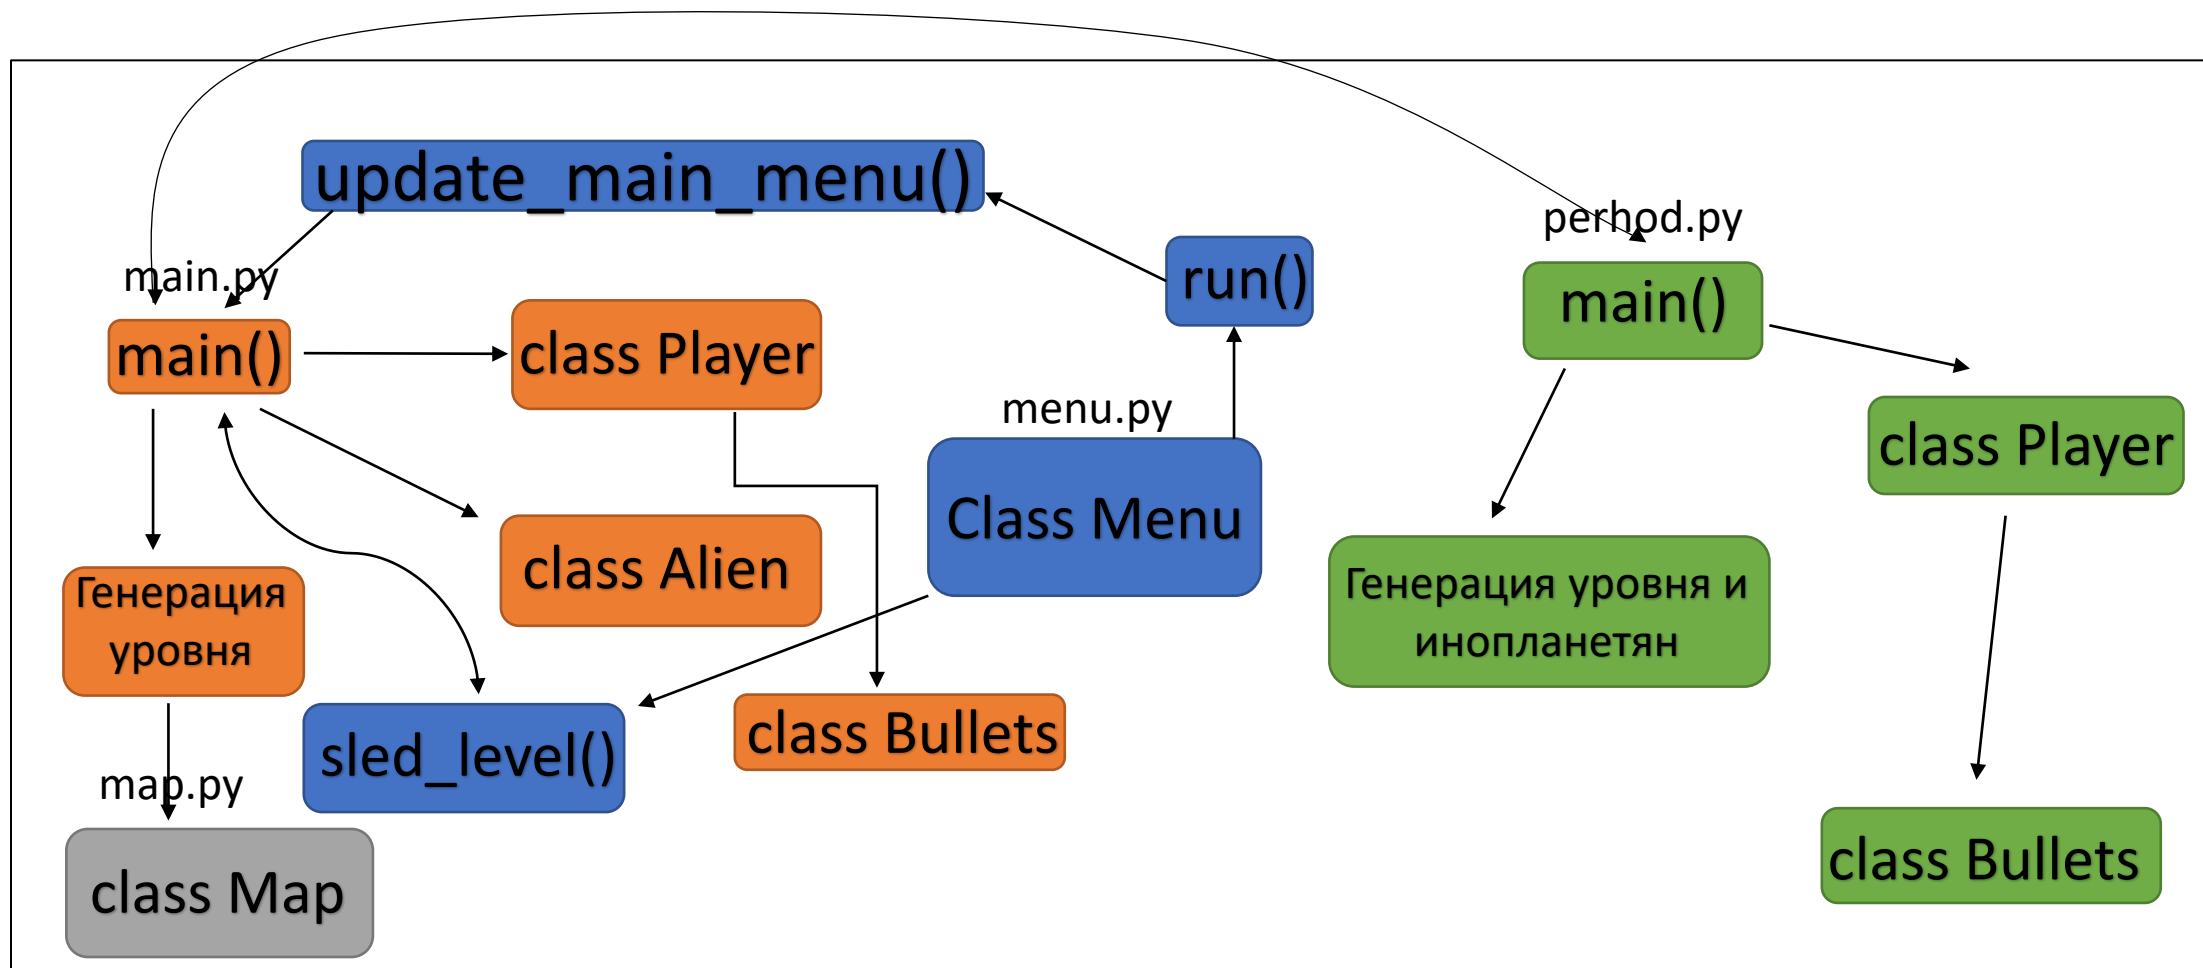 update_main_menu()
perhod.py
main.py
run()
main()
main()
class Player
menu.py
class Player
Class Menu
class Alien
Генерация
уровня
Генерация уровня и
инопланетян
sled_level()
class Bullets
map.py
class Map
class Bullets